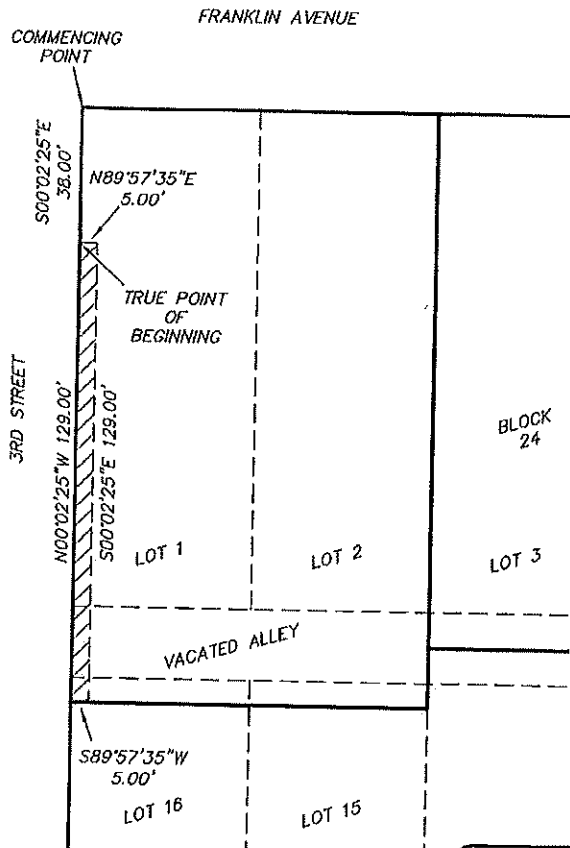 FRANKLIN AVENUE
COMMENCING
POINT
S00°02'25"E
38.00'
N89°57'35"E
5.00'
TRUE POINT
OF
BEGINNING
3RD STREET
N00°02'25"W 129.00'
S00°02'25"E 129.00'
BLOCK
24
LOT 1
LOT 2
LOT 3
VACATED ALLEY
S89°57'35"W
5.00'
LOT 16
LOT 15